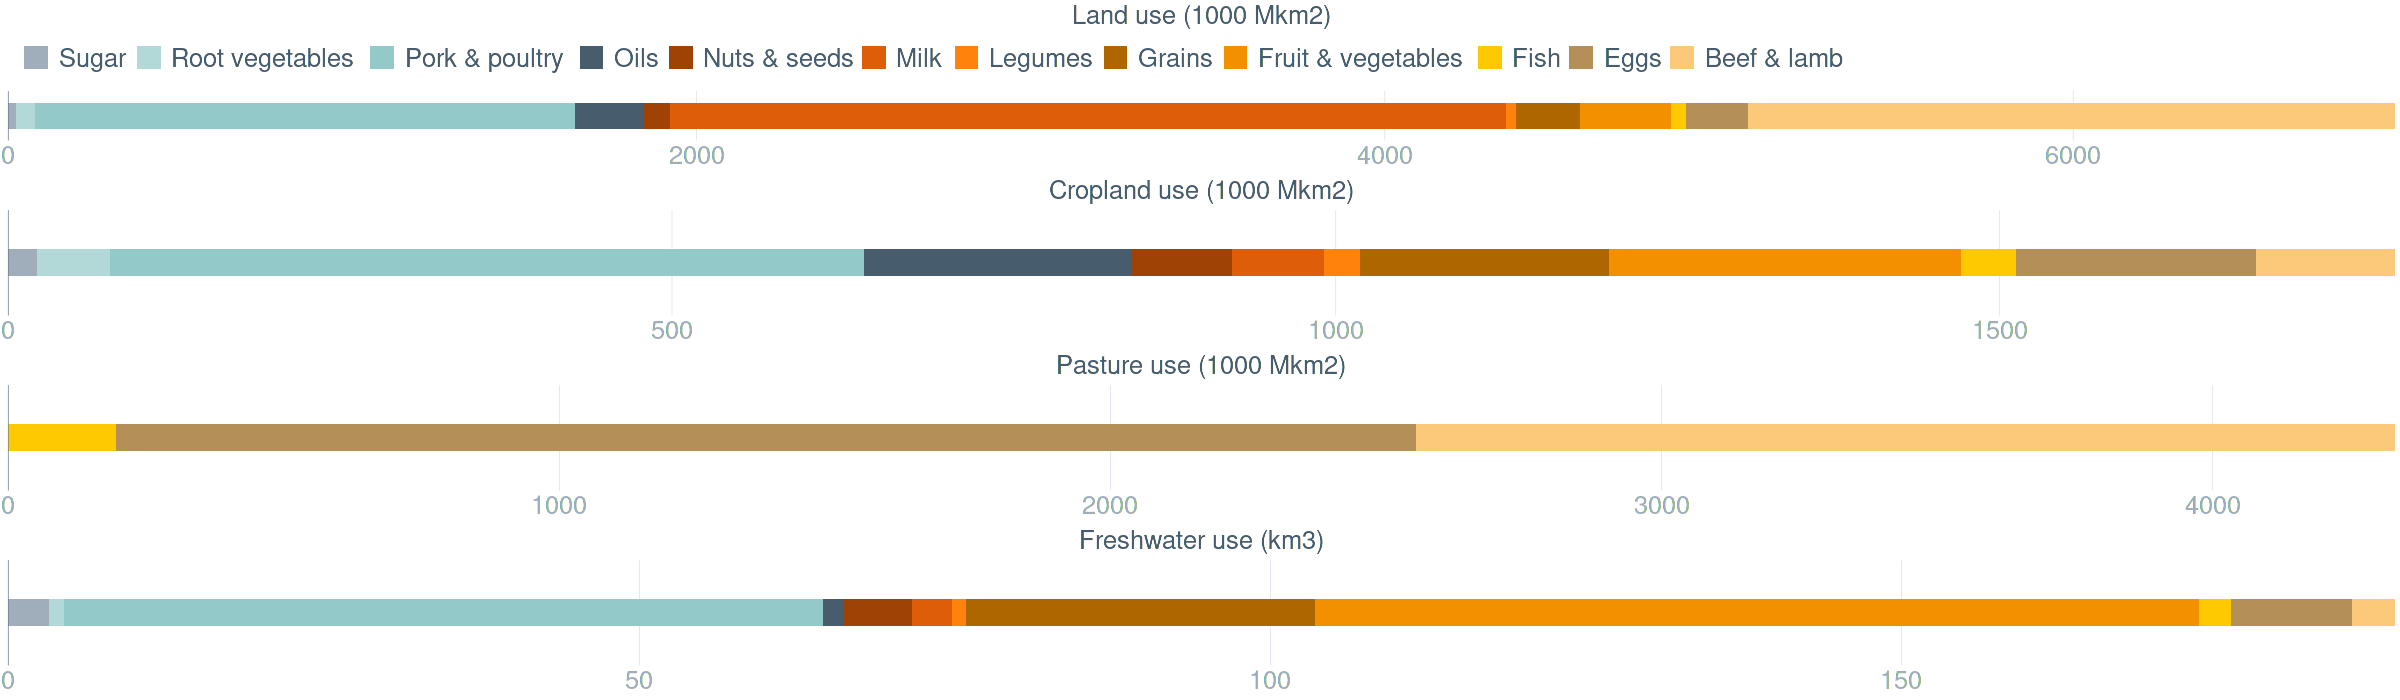 Land use (1000 Mkm2)
Sugar Root vegetables Pork & poultry Oils Nuts & seeds Milk Legumes Grains Fruit & vegetables Fish Eggs Beef & lamb
0 2000 4000 6000
Cropland use (1000 Mkm2)
0 500 1000 1500
Pasture use (1000 Mkm2)
0 1000 2000 3000 4000
Freshwater use (km3)
0 50 100 150